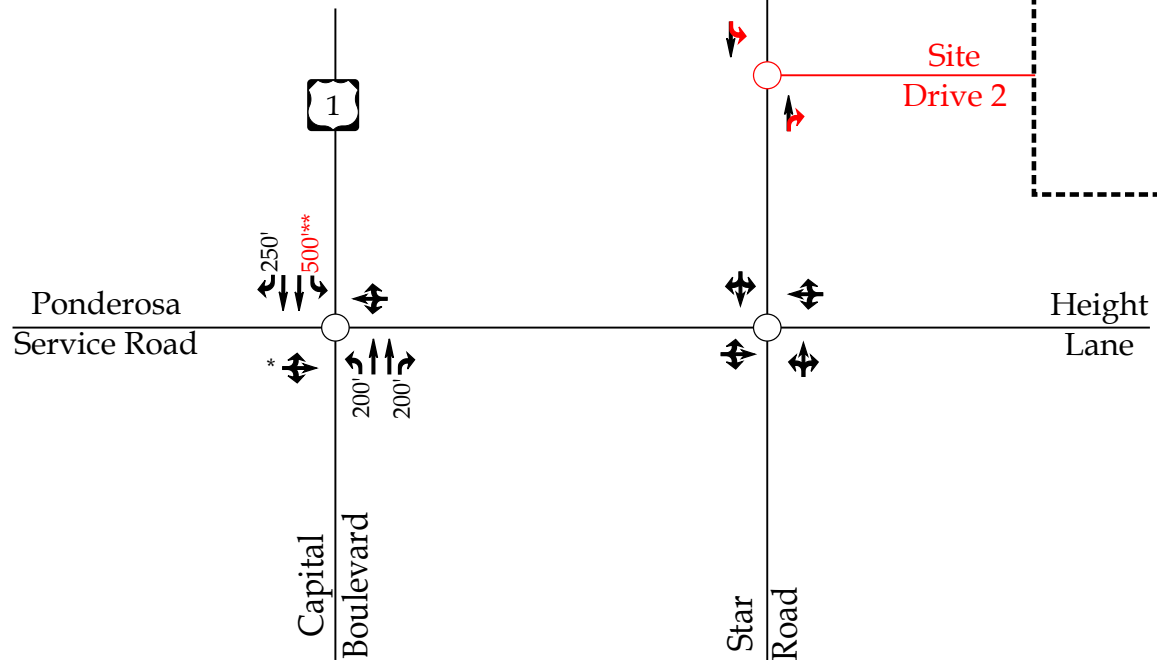 Site
Drive 2
1
250'
500'**
Ponderosa
Service Road
Height
Lane
*
200'
200'
Capital
Boulevard
Star
Road